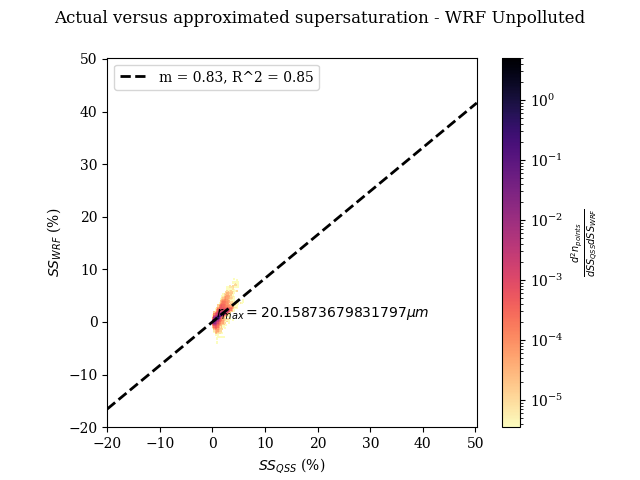 Actual versus approximated supersaturation - WRF Unpolluted
m = 0.83, R^2 = 0.85
50
40
30
20
10
0
−10
−20
−20 −10 0 10 20 30 40 50
SS_WRF (%)
SS_QSS (%)
r_max = 20.15873679831797μm
10^0
10^−1
10^−2
10^−3
10^−4
10^−5
d^2 n_points
dSS_QSS dSS_WRF